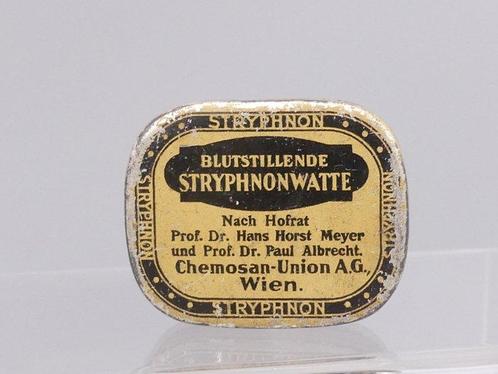 STRYPHNON
BLUTSTILLENDE
STRYPHNONWATTE
Nach Hofrat
Prof. Dr. Hans Horst Meyer
und Prof. Dr. Paul Albrecht.
Chemosan-Union A.G.,
Wien.
STRYPHNON
STRYPHNON
STRYPHNON